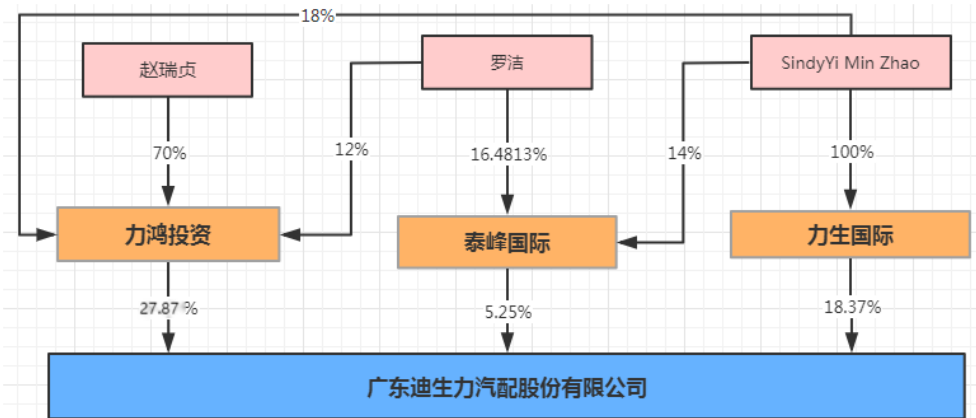 18%
赵瑞贞
罗洁
SindyYi Min Zhao
70%
12%
16.4813%
14%
100%
力鸿投资
泰峰国际
力生国际
27.87%
5.25%
18.37%
广东迪生力汽配股份有限公司